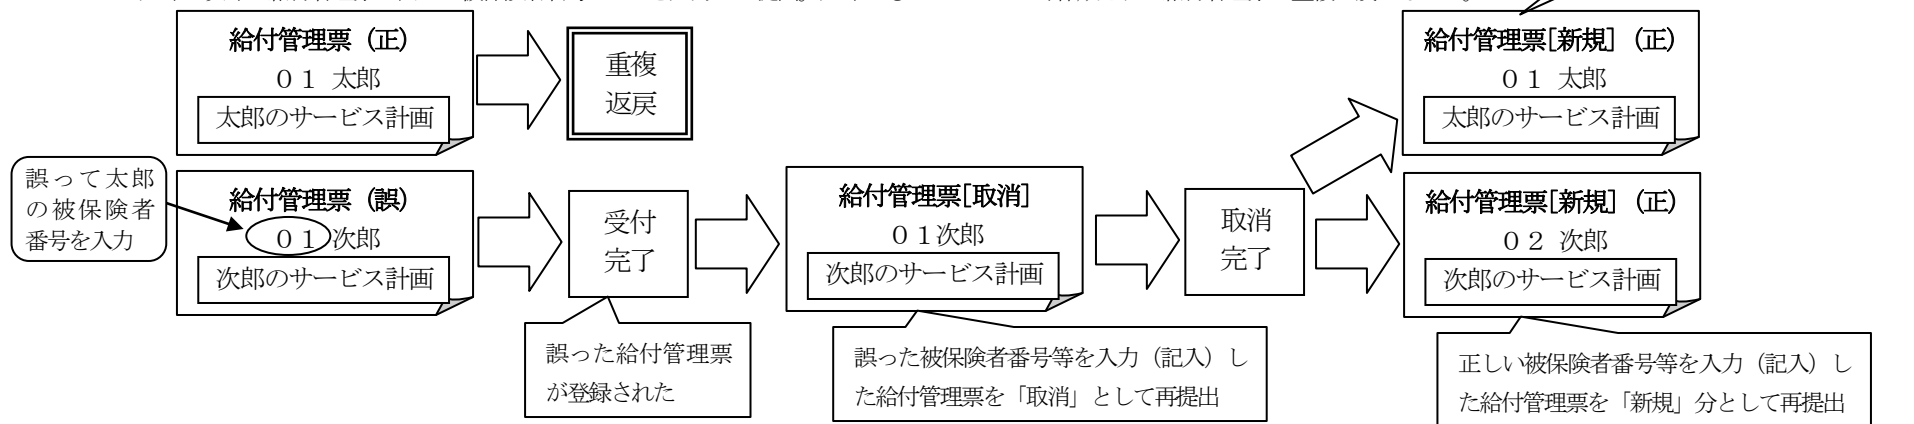 給付管理票（正）
０１ 太郎
太郎のサービス計画
重複
返戻
給付管理票[新規]（正）
０１ 太郎
太郎のサービス計画
誤って太郎
の被保険者
番号を入力
給付管理票（誤）
０１次郎
次郎のサービス計画
受付
完了
給付管理票[取消]
０１次郎
次郎のサービス計画
取消
完了
給付管理票[新規]（正）
０２ 次郎
次郎のサービス計画
誤った給付管理票
が登録された
誤った被保険者番号等を入力（記入）し
た給付管理票を「取消」として再提出
正しい被保険者番号等を入力（記入）し
た給付管理票を「新規」分として再提出